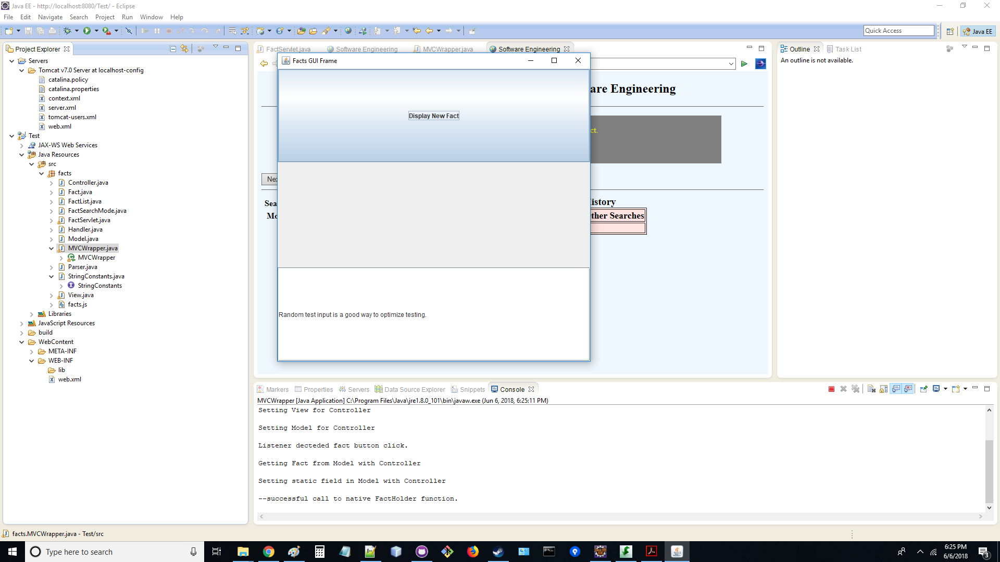 Java EE - http://localhost:8080/Test/ - Eclipse
File Edit Navigate Search Project Run Window Help
Quick Access
Java EE
Project Explorer
Servers
Tomcat v7.0 Server at localhost-config
catalina.policy
catalina.properties
context.xml
server.xml
tomcat-users.xml
web.xml
Test
JAX-WS Web Services
Java Resources
src
facts
Controller.java
Fact.java
FactList.java
FactSearchMode.java
FactServlet.java
Handler.java
Model.java
MVCWrapper.java
MVCWrapper
Parser.java
StringConstants.java
StringConstants
View.java
facts.js
Libraries
JavaScript Resources
build
WebContent
META-INF
WEB-INF
lib
web.xml
FactServlet.java Software Engineering MVCWrapper.java Software Engineering
Facts GUI Frame
Display New Fact
Random test input is a good way to optimize testing.
are Engineering
ct.
Nex
Sea
Mo
istory
ther Searches
Outline Task List
An outline is not available.
Markers Properties Servers Data Source Explorer Snippets Console
MVCWrapper [Java Application] C:\Program Files\Java\jre1.8.0_101\bin\javaw.exe (Jun 6, 2018, 6:25:11 PM)
Setting View for Controller
Setting Model for Controller
Listener decteded fact button click.
Getting Fact from Model with Controller
Setting static field in Model with Controller
--successful call to native FactHolder function.
facts.MVCWrapper.java - Test/src
Type here to search
6:25 PM
6/6/2018
3